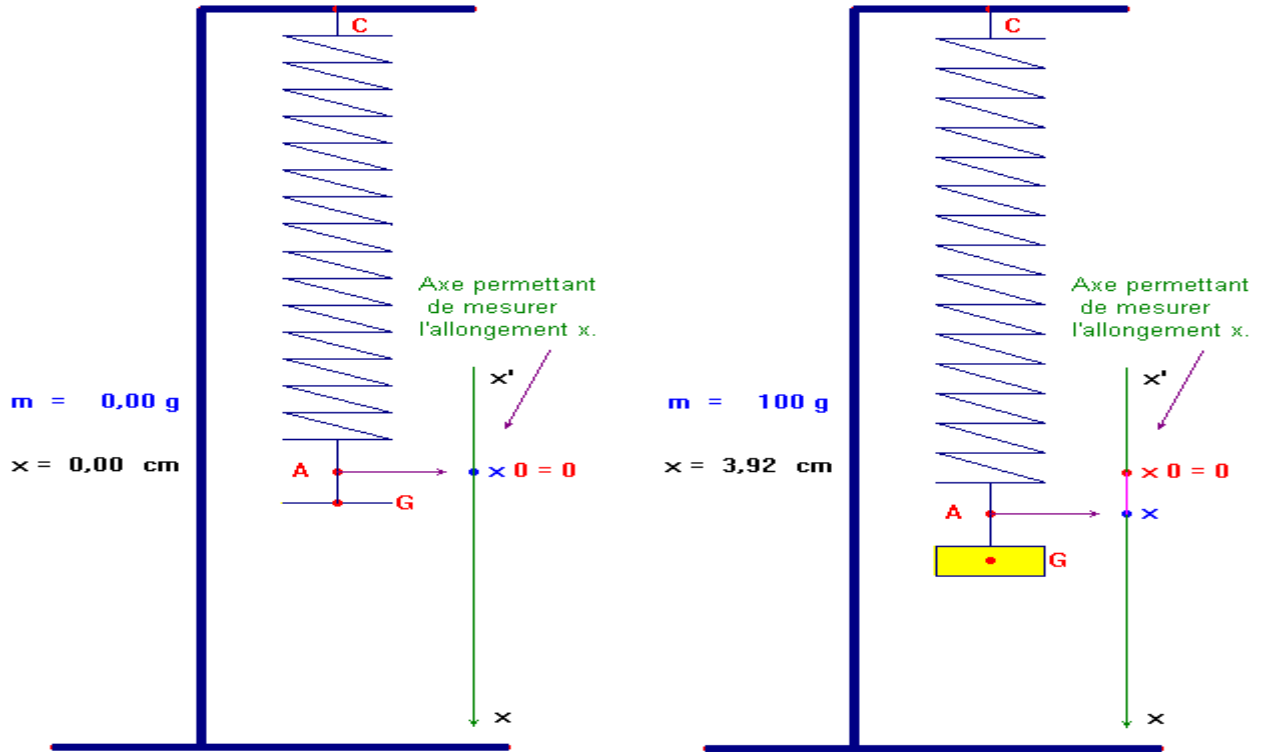 C
Axe permettant
de mesurer
l'allongement x.
x'
m = 0,00 g
x = 0,00 cm
A
x 0 = 0
G
x
C
Axe permettant
de mesurer
l'allongement x.
x'
m = 100 g
x = 3,92 cm
x 0 = 0
A
x
G
x